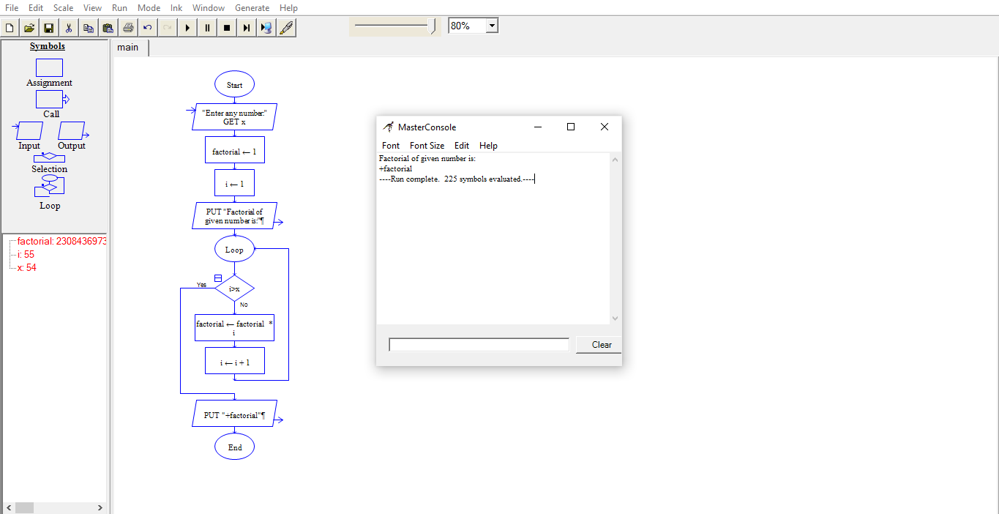 File Edit Scale View Run Mode Ink Window Generate Help
80%
Symbols
Assignment
Call
Input Output
Selection
Loop
factorial: 2308436973
i: 55
x: 54
main
Start
"Enter any number:"
GET x
factorial ← 1
i ← 1
PUT "Factorial of
given number is:"¶
Loop
Yes
i>x
No
factorial ← factorial *
i
i ← i + 1
PUT "+factorial"¶
End
MasterConsole
Font Font Size Edit Help
Factorial of given number is:
+factorial
----Run complete. 225 symbols evaluated.----
Clear